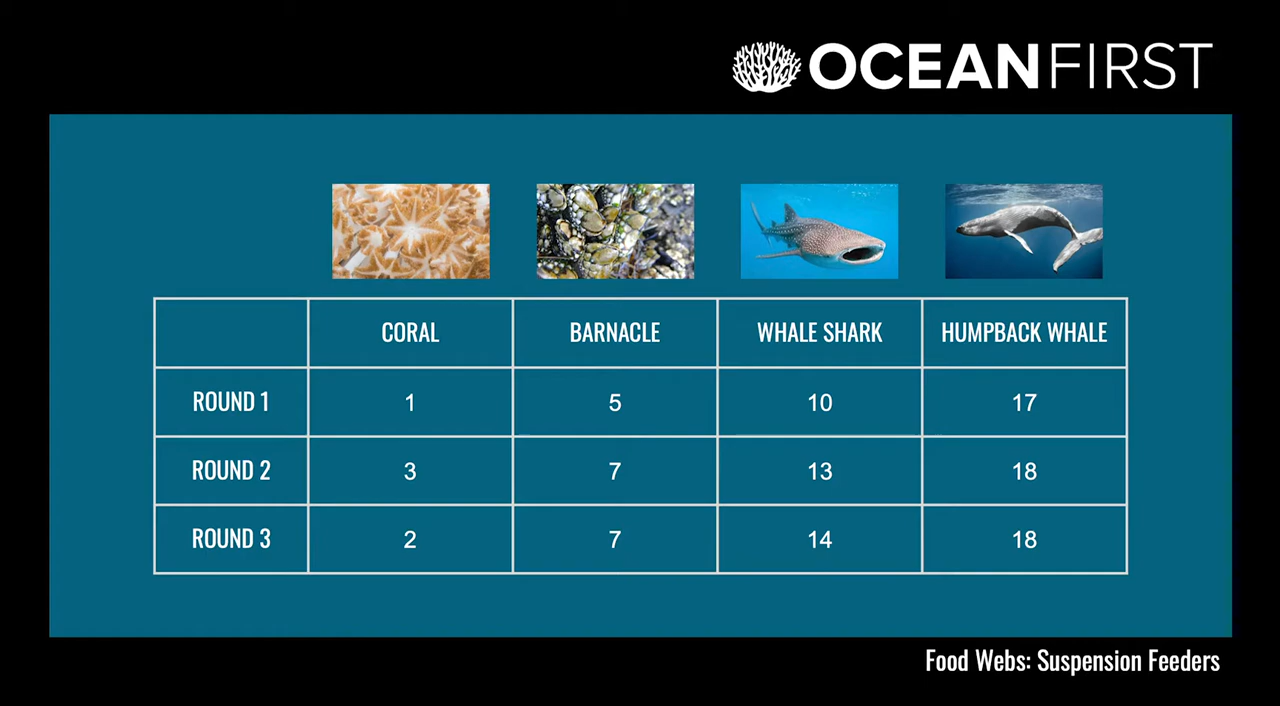 OCEANFIRST
CORAL BARNACLE WHALE SHARK HUMPBACK WHALE
ROUND 1 1 5 10 17
ROUND 2 3 7 13 18
ROUND 3 2 7 14 18
Food Webs: Suspension Feeders